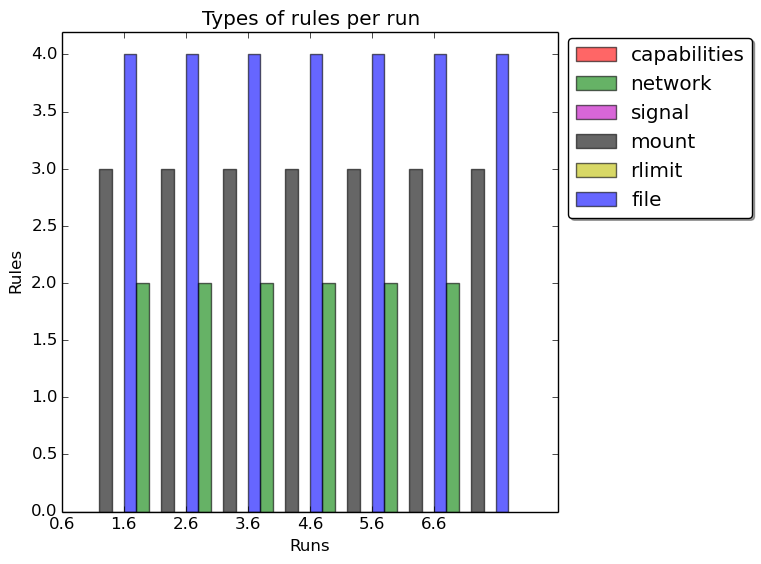 Types of rules per run
4.0
3.5
3.0
2.5
2.0
1.5
1.0
0.5
0.0
Rules
0.6 1.6 2.6 3.6 4.6 5.6 6.6
Runs
capabilities
network
signal
mount
rlimit
file